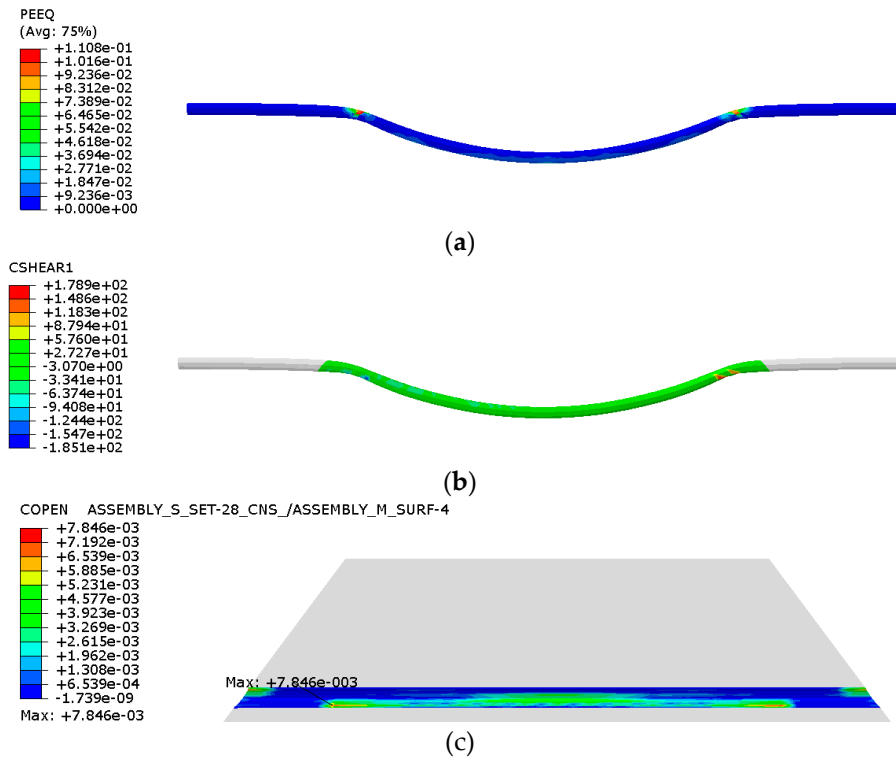 PEEQ
(Avg: 75%)
+1.108e-01
+1.016e-01
+9.236e-02
+8.312e-02
+7.389e-02
+6.465e-02
+5.542e-02
+4.618e-02
+3.694e-02
+2.771e-02
+1.847e-02
+9.236e-03
+0.000e+00
(a)
CSHEAR1
+1.789e+02
+1.486e+02
+1.183e+02
+8.794e+01
+5.760e+01
+2.727e+01
-3.070e+00
-3.341e+01
-6.374e+01
-9.408e+01
-1.244e+02
-1.547e+02
-1.851e+02
(b)
COPEN ASSEMBLY_S_SET-28_CNS_/ASSEMBLY_M_SURF-4
+7.846e-03
+7.192e-03
+6.539e-03
+5.885e-03
+5.231e-03
+4.577e-03
+3.923e-03
+3.269e-03
+2.615e-03
+1.962e-03
+1.308e-03
+6.539e-04
-1.739e-09
Max: +7.846e-03
Max: +7.846e-003
(c)